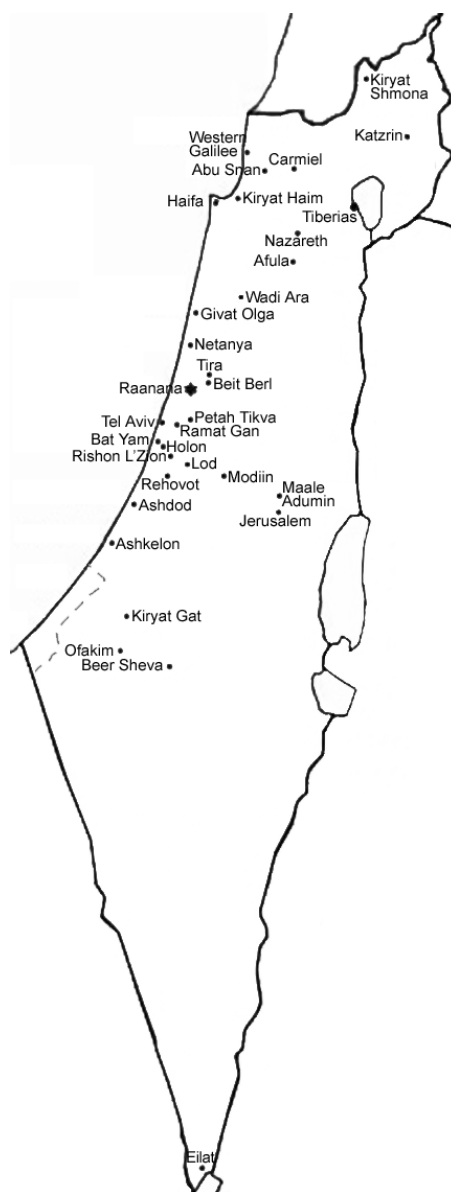 Kiryat
Shmona
Katzrin
Western
Galilee
Abu Snan
Carmiel
Haifa
Kiryat Haim
Tiberias
Nazareth
Afula
Wadi Ara
Givat Olga
Netanya
Tira
Beit Berl
Raanana
Petah Tikva
Tel Aviv
Ramat Gan
Bat Yam
Holon
Rishon L'Zion
Lod
Rehovot
Modiin
Maale
Adumin
Ashdod
Jerusalem
Ashkelon
Kiryat Gat
Ofakim
Beer Sheva
Eilat